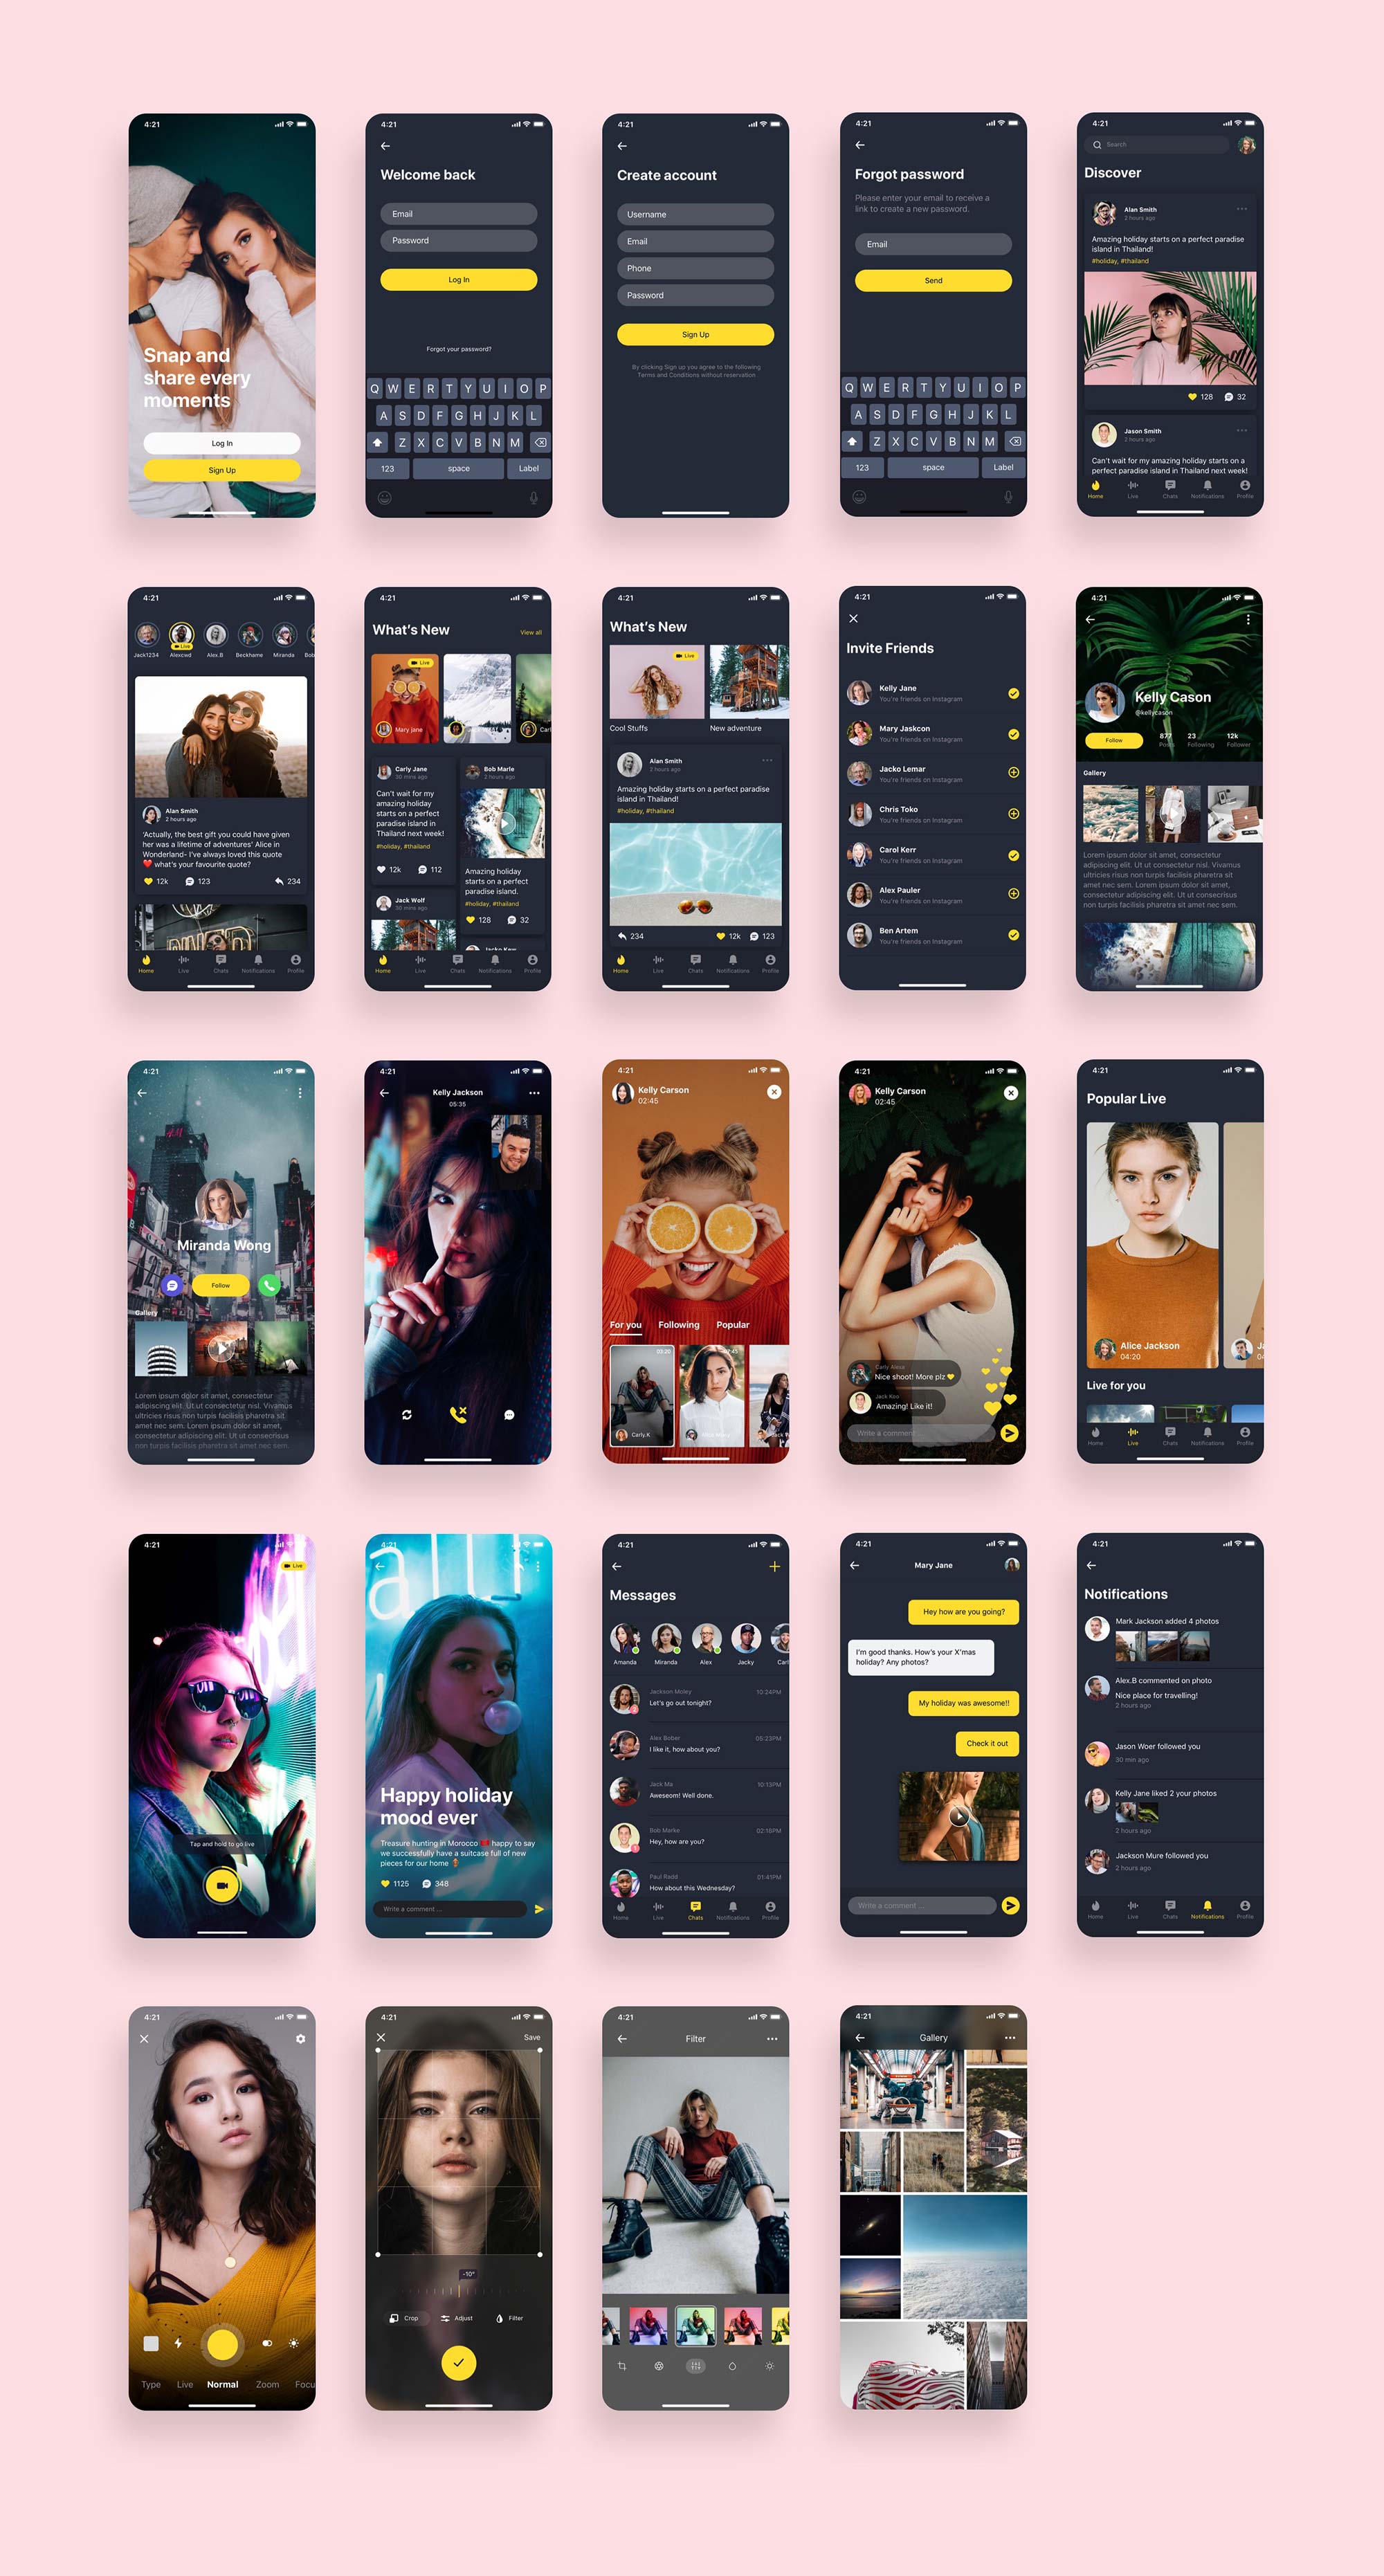 4:21
Snap and
share every
moments
Log In
Sign Up
4:21
Welcome back
Email
Password
Log In
Forgot your password?
Q W E R T Y U I O P
A S D F G H J K L
Z X C V B N M
123 space Label
4:21
Create account
Username
Email
Phone
Password
Sign Up
By clicking Sign up you agree to the following
Terms and Conditions without reservation
4:21
Forgot password
Please enter your email to receive a
link to create a new password.
Email
Send
Q W E R T Y U I O P
A S D F G H J K L
Z X C V B N M
123 space Label
4:21
Search
Discover
Alan Smith
2 hours ago
Amazing holiday starts on a perfect paradise
island in Thailand!
#holiday, #thailand
128 32
Jason Smith
2 hours ago
Can't wait for my amazing holiday starts on a
perfect paradise island in Thailand next week!
Home Live Chats Notifications Profile
4:21
Live
Jack1234 Alexcwd Alex.B Beckhame Miranda Bob
Alan Smith
2 hours ago
'Actually, the best gift you could have given
her was a lifetime of adventures' Alice in
Wonderland- I've always loved this quote
❤️ what's your favourite quote?
12k 123 234
Home Live Chats Notifications Profile
4:21
What's New View all
Live
Mary jane Carl
Carly Jane
30 mins ago
Can't wait for my
amazing holiday
starts on a perfect
paradise island in
Thailand next week!
#holiday, #thailand
12k 112
Jack Wolf
30 mins ago
Bob Marle
2 hours ago
Amazing holiday
starts on a perfect
paradise island.
#holiday, #thailand
128 32
Home Live Chats Notifications Profile
4:21
What's New
Live
Cool Stuffs New adventure
Alan Smith
2 hours ago
Amazing holiday starts on a perfect paradise
island in Thailand!
#holiday, #thailand
234 12k 123
Home Live Chats Notifications Profile
4:21
Invite Friends
Kelly Jane
You're friends on Instagram
Mary Jaskcon
You're friends on Instagram
Jacko Lemar
You're friends on Instagram
Chris Toko
You're friends on Instagram
Carol Kerr
You're friends on Instagram
Alex Pauler
You're friends on Instagram
Ben Artem
You're friends on Instagram
4:21
Kelly Cason
@kellycason
Follow
877 23 12k
Posts Following Follower
Gallery
Lorem ipsum dolor sit amet, consectetur
adipiscing elit. Ut ut consectetur nisl. Vivamus
ultricies risus non turpis facilisis pharetra sit
amet nec sem. Lorem ipsum dolor sit amet,
consectetur adipiscing elit. Ut ut consecrisus
non turpis facilisis pharetra sit amet nec sem.
4:21
Miranda Wong
Follow
Gallery
Lorem ipsum dolor sit amet, consectetur
adipiscing elit. Ut ut consectetur nisl. Vivamus
ultricies risus non turpis facilisis pharetra sit
amet nec sem. Lorem ipsum dolor sit amet,
consectetur adipiscing elit. Ut ut consecrisus
non turpis facilisis pharetra sit amet nec sem.
4:21
Kelly Jackson
05:35
4:21
Kelly Carson
02:45
For you Following Popular
03:20
Carly.K
4:21
Kelly Carson
02:45
Carly Alexa
Nice shoot! More plz 💛
Jack Koo
Amazing! Like it!
Write a comment
4:21
Popular Live
Alice Jackson
04:20
Live for you
Home Live Chats Notifications Profile
4:21
Live
Tap and hold to go live
4:21
Happy holiday
mood ever
Treasure hunting in Morocco 🇲🇦 happy to say
we successfully have a suitcase full of new
pieces for our home
1125 348
Write a comment ...
4:21
Messages
Amanda Miranda Alex Jacky Carl
Jackson Moley 10:24PM
Let's go out tonight?
Alex Bober 05:23PM
I like it, how about you?
Jack Ma 10:13PM
Aweseom! Well done.
Bob Marke 02:18PM
Hey, how are you?
Paul Radd 01:41PM
How about this Wednesday?
Home Live Chats Notifications Profile
4:21
Mary Jane
Hey how are you going?
I'm good thanks. How's your X'mas
holiday? Any photos?
My holiday was awesome!!
Check it out
Write a comment ...
4:21
Notifications
Mark Jackson added 4 photos
Alex.B commented on photo
Nice place for travelling!
2 hours ago
Jason Woer followed you
30 min ago
Kelly Jane liked 2 your photos
2 hours ago
Jackson Mure followed you
2 hours ago
Home Live Chats Notifications Profile
4:21
Type Live Normal Zoom Focu
4:21
Save
-10°
Crop Adjust Filter
4:21
Filter
4:21
Gallery